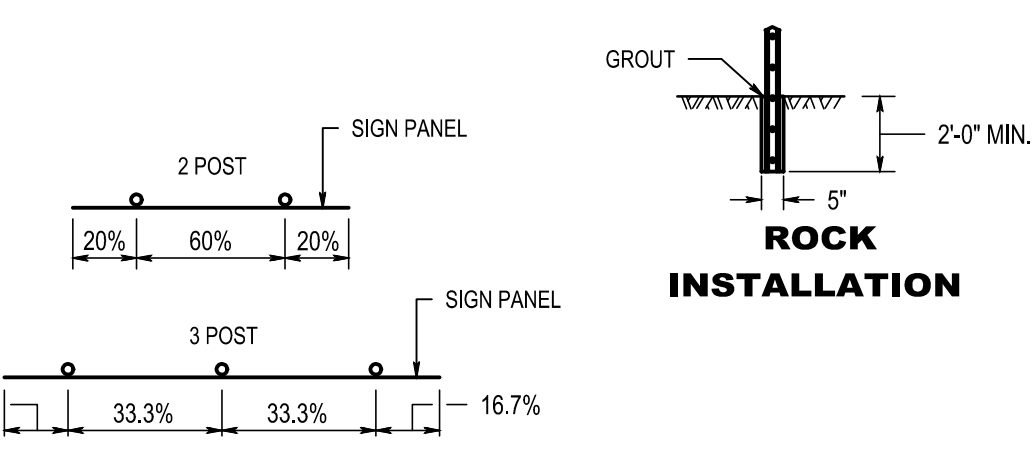 GROUT
2'-0" MIN.
5"
ROCK
INSTALLATION
SIGN PANEL
2 POST
20%
60%
20%
SIGN PANEL
3 POST
33.3%
33.3%
16.7%